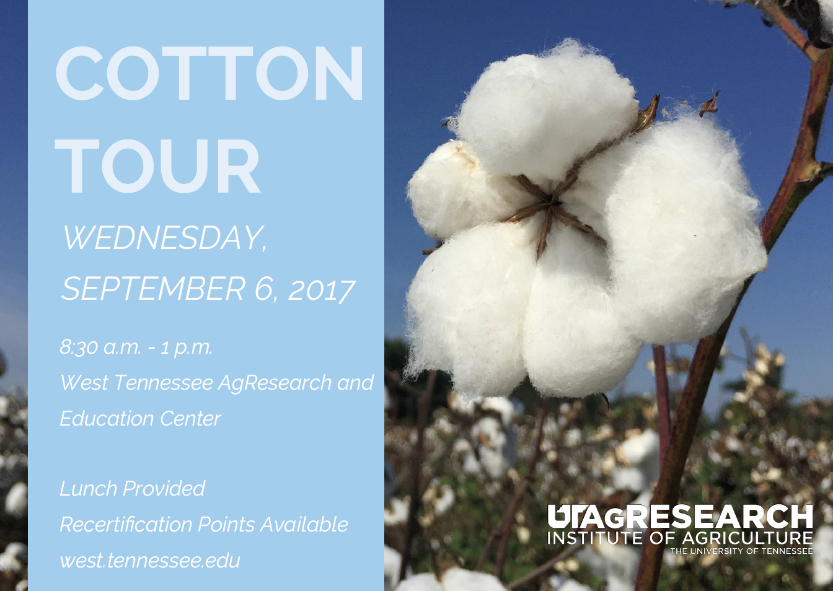 COTTON
TOUR
WEDNESDAY,
SEPTEMBER 6, 2017
8:30 a.m. - 1 p.m.
West Tennessee AgResearch and
Education Center
Lunch Provided
Recertification Points Available
west.tennessee.edu
UTAgRESEARCH
INSTITUTE OF AGRICULTURE
THE UNIVERSITY OF TENNESSEE